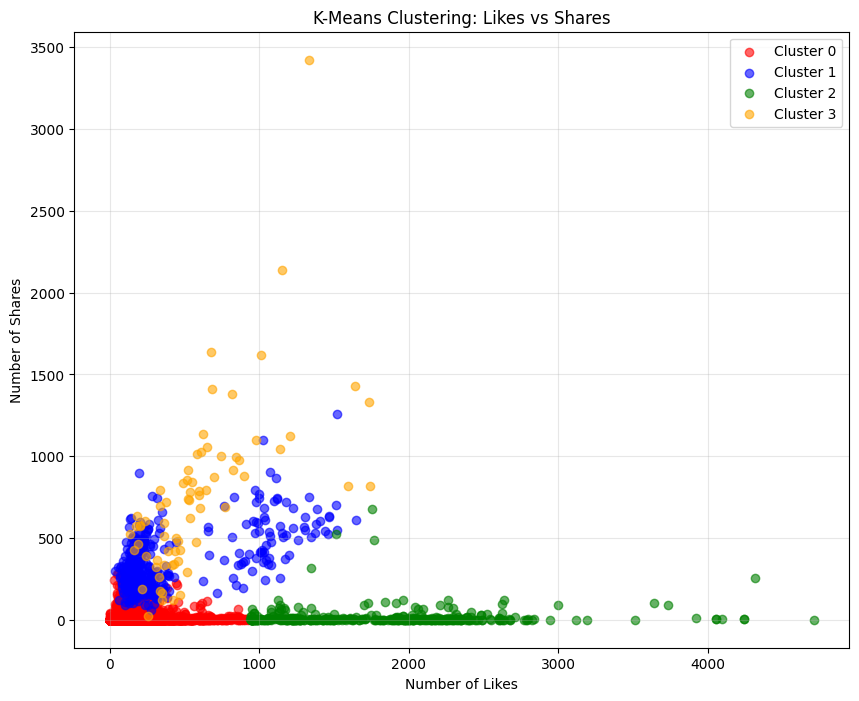 K-Means Clustering: Likes vs Shares
Cluster 0
Cluster 1
Cluster 2
Cluster 3
3500
3000
2500
2000
1500
1000
500
0
Number of Shares
0
1000
2000
3000
4000
Number of Likes